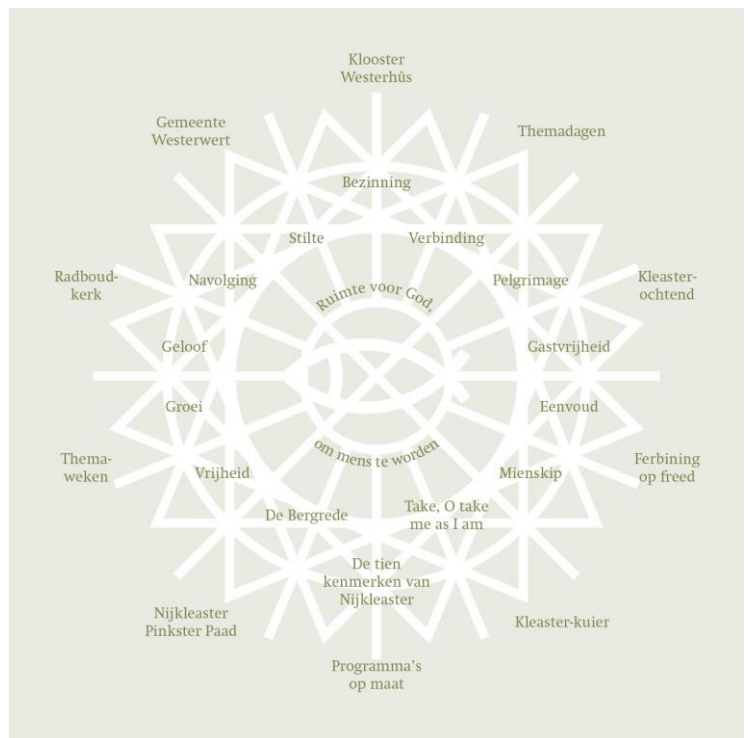 Klooster
Westerhûs
Gemeente
Westerwert
Themadagen
Bezinning
Stilte
Verbinding
Navolging
Pelgrimage
Radboud-
kerk
Kleaster-
ochtend
Ruimte voor God,
Geloof
Gastvrijheid
Groei
Eenvoud
om mens te worden
Thema-
weken
Vrijheid
Mienskip
Ferbining
op freed
De Bergrede
Take, O take
me as I am
De tien
kenmerken van
Nijkleaster
Nijkleaster
Pinkster Paad
Kleaster-kuier
Programma's
op maat